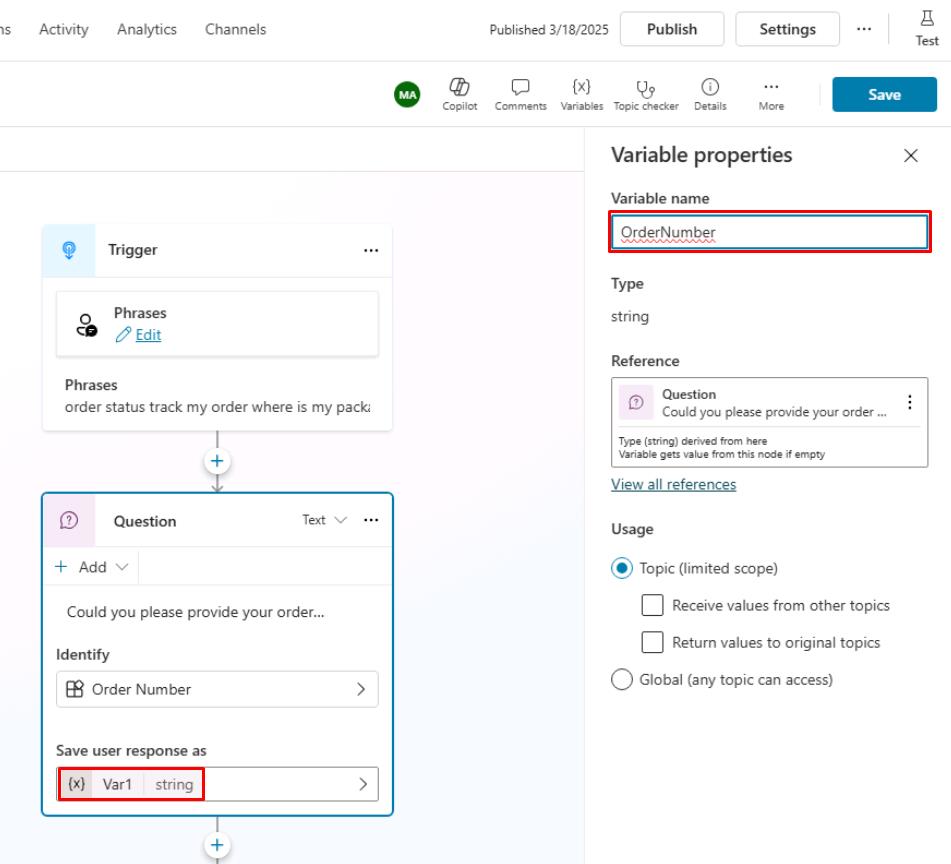 ns Activity Analytics Channels Published 3/18/2025 Publish Settings ... Test
MA Copilot Comments {x} Variables Topic checker Details More Save
Variable properties
Variable name
OrderNumber
Type
string
Reference
Question
Could you please provide your order ...
Type (string) derived from here
Variable gets value from this node if empty
View all references
Usage
Topic (limited scope)
Receive values from other topics
Return values to original topics
Global (any topic can access)
Trigger
Phrases
Edit
Phrases
order status track my order where is my packa
Question Text
+ Add
Could you please provide your order...
Identify
Order Number
Save user response as
{x} Var1 string